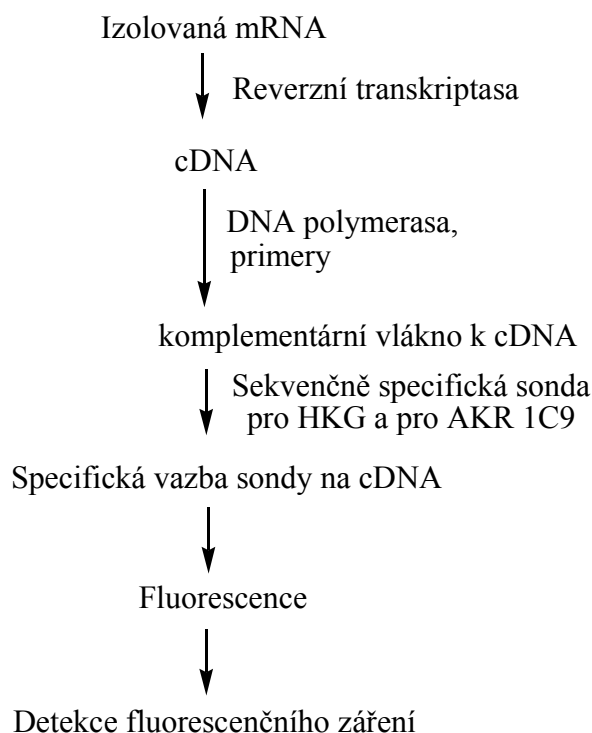 Izolovaná mRNA
Reverzní transkriptasa
cDNA
DNA polymerasa,
primery
komplementární vlákno k cDNA
Sekvenčně specifická sonda
pro HKG a pro AKR 1C9
Specifická vazba sondy na cDNA
Fluorescence
Detekce fluorescenčního záření